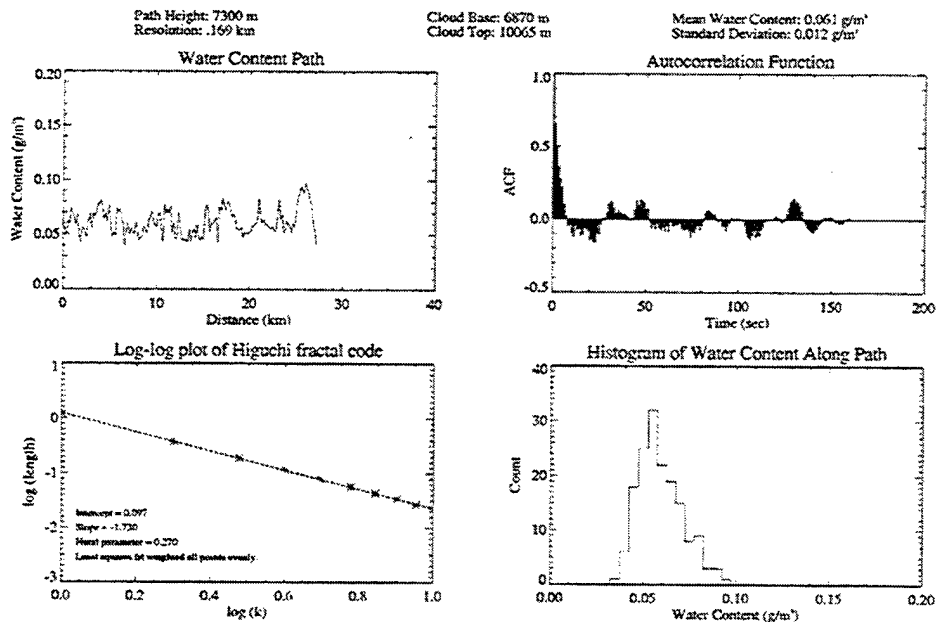 Path Height: 7300 m
Resolution: .169 km
Cloud Base: 6870 m
Cloud Top: 10065 m
Mean Water Content: 0.061 g/m³
Standard Deviation: 0.012 g/m³
Water Content Path
0.20
0.15
0.10
0.05
0.00
Water Content (g/m³)
0 10 20 30 40
Distance (km)
Autocorrelation Function
1.0
0.5
0.0
-0.5
ACF
0 50 100 150 200
Time (sec)
Log-log plot of Higuchi fractal code
1
0
-1
-2
-3
log (length)
Intercept = 0.097
Slope = -1.730
Hurst parameter = 0.270
Least squares fit weighted all points evenly.
0.0 0.2 0.4 0.6 0.8 1.0
log (k)
Histogram of Water Content Along Path
40
30
20
10
0
Count
0.00 0.05 0.10 0.15 0.20
Water Content (g/m³)